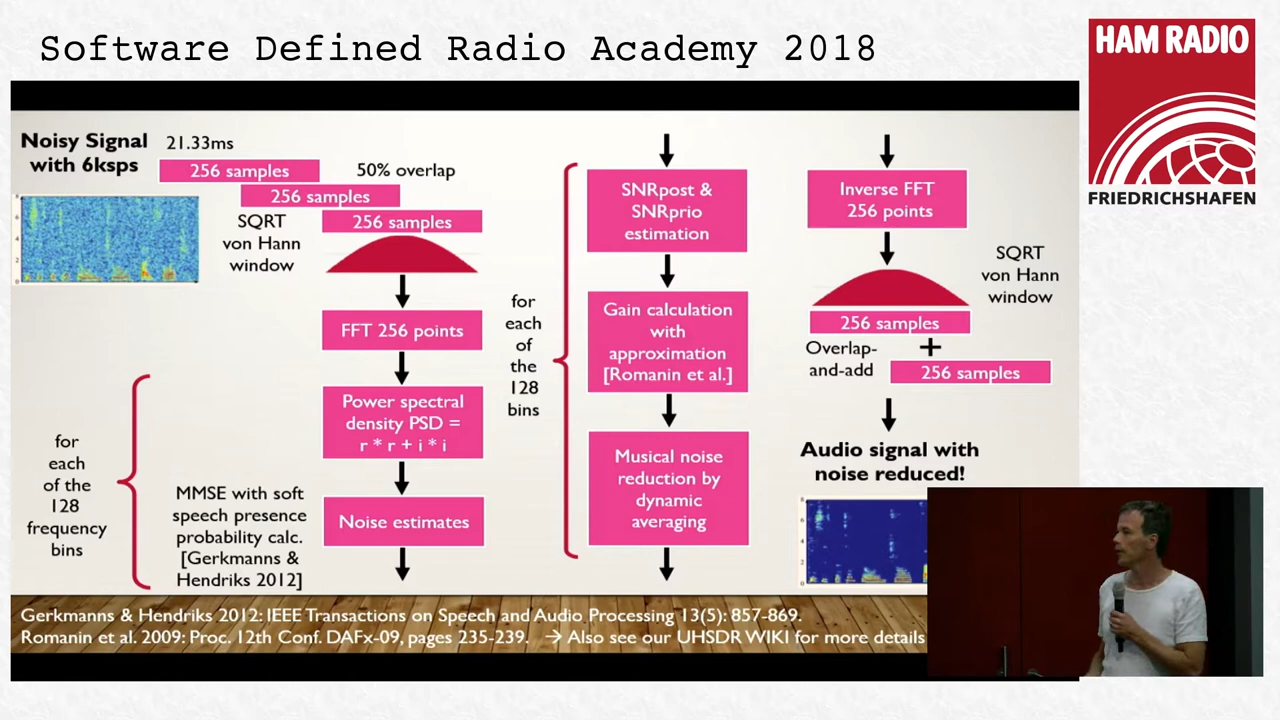 Software Defined Radio Academy 2018
HAM RADIO
FRIEDRICHSHAFEN
Noisy Signal
with 6ksps
21.33ms
256 samples
50% overlap
256 samples
256 samples
SQRT
von Hann
window
FFT 256 points
Power spectral
density PSD =
r * r + i * i
Noise estimates
for
each
of the
128
frequency
bins
MMSE with soft
speech presence
probability calc.
[Gerkmanns &
Hendriks 2012]
for
each
of
the
128
bins
SNRpost &
SNRprio
estimation
Gain calculation
with
approximation
[Romanin et al.]
Musical noise
reduction by
dynamic
averaging
Inverse FFT
256 points
SQRT
von Hann
window
256 samples
Overlap-
and-add
+
256 samples
Audio signal with
noise reduced!
Gerkmanns & Hendriks 2012: IEEE Transactions on Speech and Audio Processing 13(5): 857-869.
Romanin et al. 2009: Proc. 12th Conf. DAFx-09, pages 235-239. → Also see our UHSDR WIKI for more details